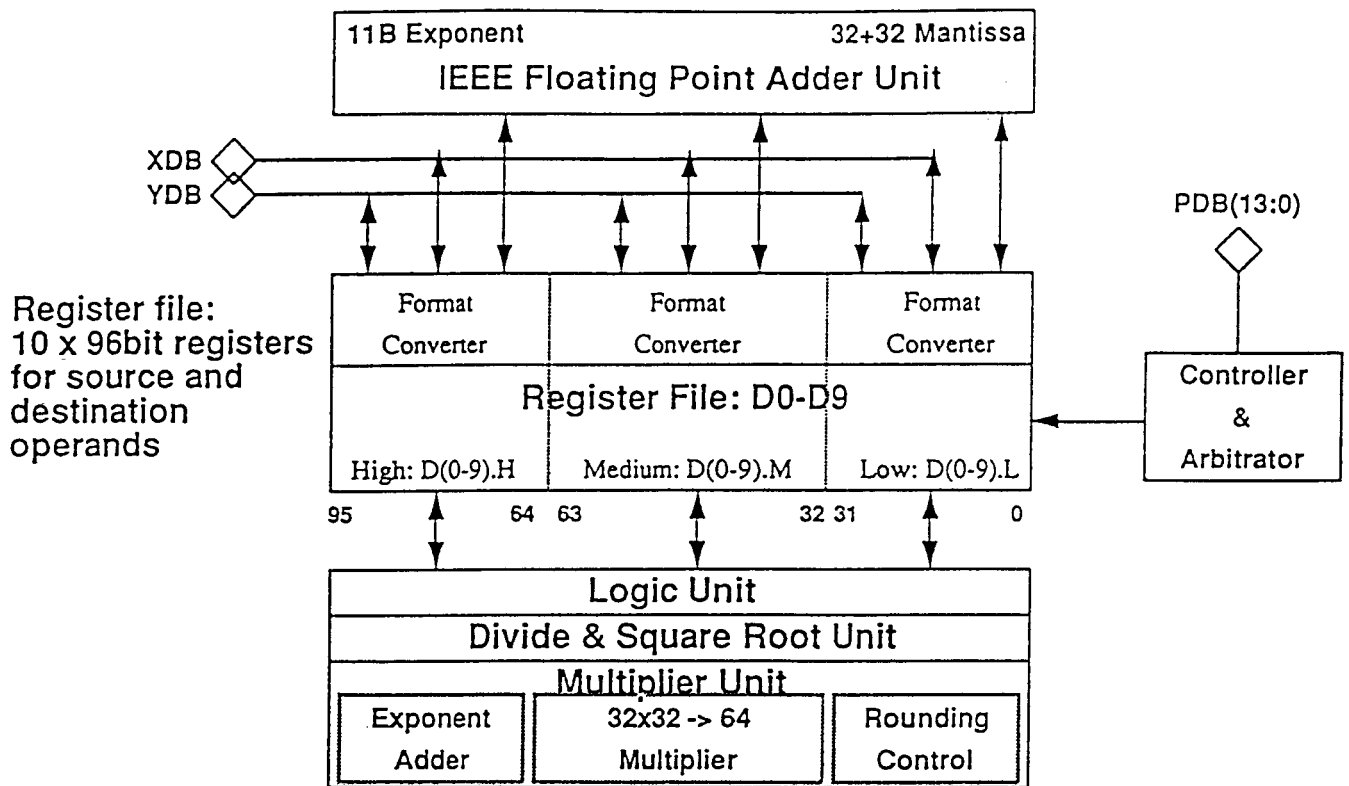 11B Exponent 32+32 Mantissa
IEEE Floating Point Adder Unit
XDB
YDB
PDB(13:0)
Register file:
10 x 96bit registers
for source and
destination
operands
Format Format Format
Converter Converter Converter
Register File: D0-D9
High: D(0-9).H Medium: D(0-9).M Low: D(0-9).L
Controller
&
Arbitrator
95 64 63 32 31 0
Logic Unit
Divide & Square Root Unit
Multiplier Unit
Exponent 32x32 -> 64 Rounding
Adder Multiplier Control